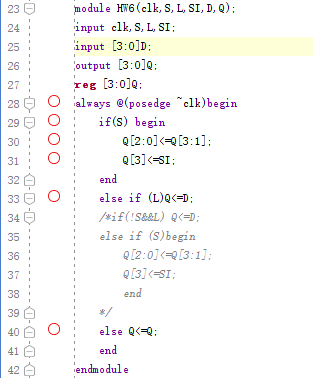 23 module HW6(clk,S,L,SI,D,Q);
24 input clk,S,L,SI;
25 input [3:0]D;
26 output [3:0]Q;
27 reg [3:0]Q;
28 always @(posedge ~clk)begin
29 if(S) begin
30 Q[2:0]<=Q[3:1];
31 Q[3]<=SI;
32 end
33 else if (L)Q<=D;
34 /*if(!S&&L) Q<=D;
35 else if (S)begin
36 Q[2:0]<=Q[3:1];
37 Q[3]<=SI;
38 end
39 */
40 else Q<=Q;
41 end
42 endmodule